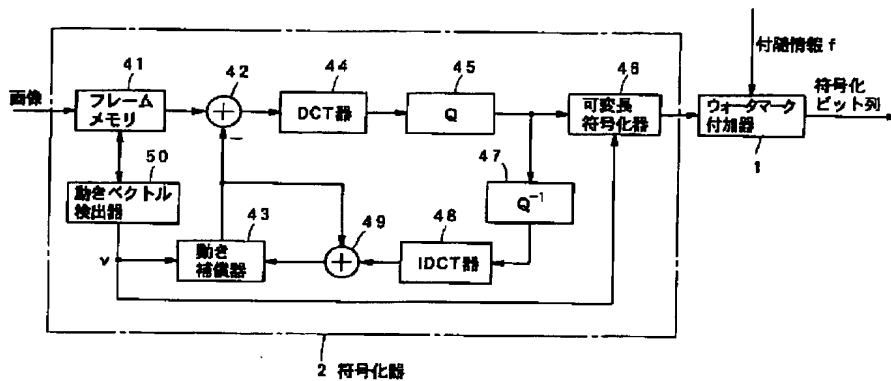 付随情報 f
41
42
44
45
46
符号化
ビット列
画像
フレーム
メモリ
DCT器
Q
可変長
符号化器
ウォータマーク
付加器
−
50
47
1
動きベクトル
検出器
Q⁻¹
43
49
48
動き
補償器
IDCT器
v
2 符号化器